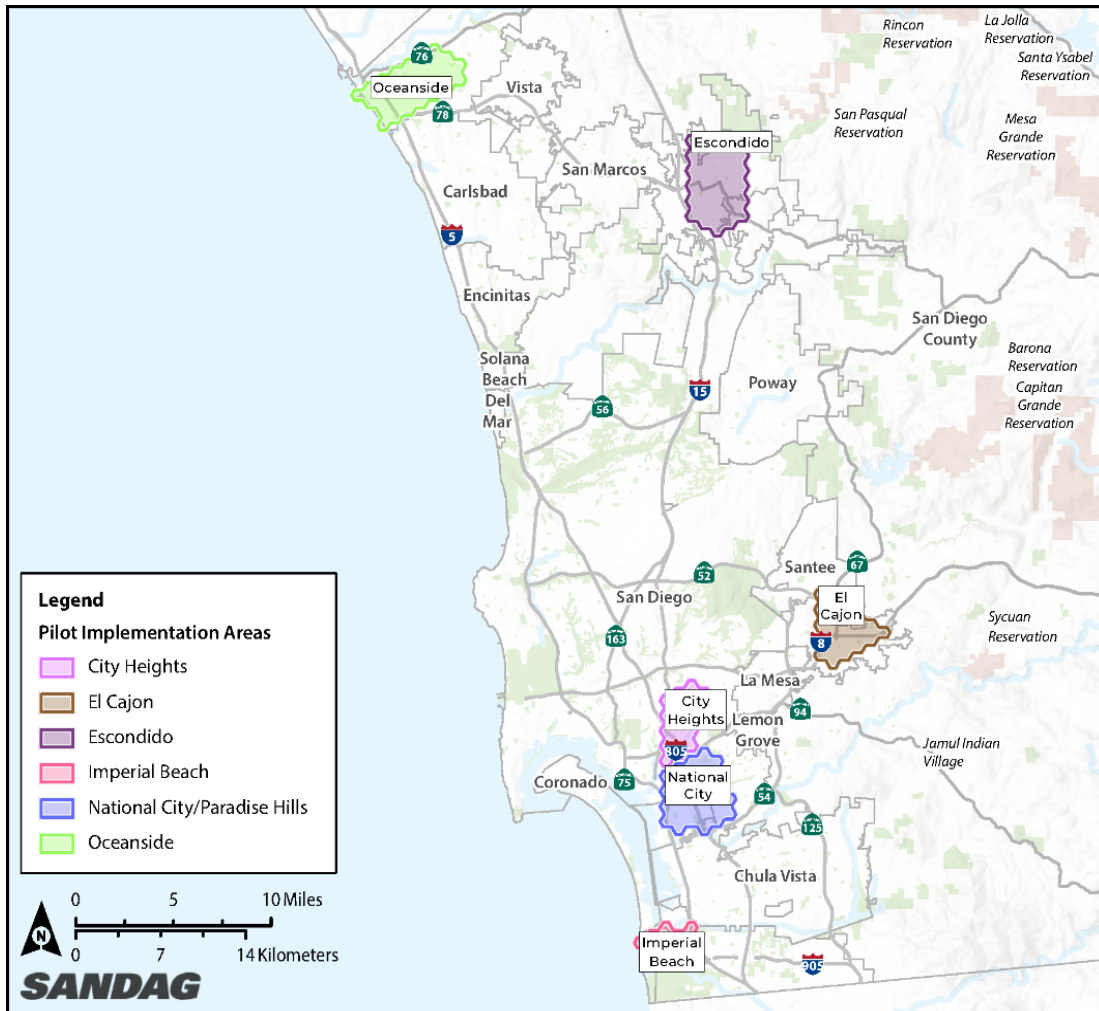 Rincon
Reservation
La Jolla
Reservation
Santa Ysabel
Reservation
76
Oceanside
Vista
78
San Pasqual
Reservation
Mesa
Grande
Reservation
Escondido
San Marcos
Carlsbad
5
Encinitas
San Diego
County
Solana
Beach
Del
Mar
Barona
Reservation
Capitan
Grande
Reservation
15
Poway
56
Santee
67
52
San Diego
El
Cajon
Sycuan
Reservation
163
8
La Mesa
City
Heights
Lemon
Grove
94
805
Jamul Indian
Village
Coronado
75
National
City
54
125
Chula Vista
Imperial
Beach
905
Legend
Pilot Implementation Areas
City Heights
El Cajon
Escondido
Imperial Beach
National City/Paradise Hills
Oceanside
0 5 10 Miles
0 7 14 Kilometers
N
SANDAG